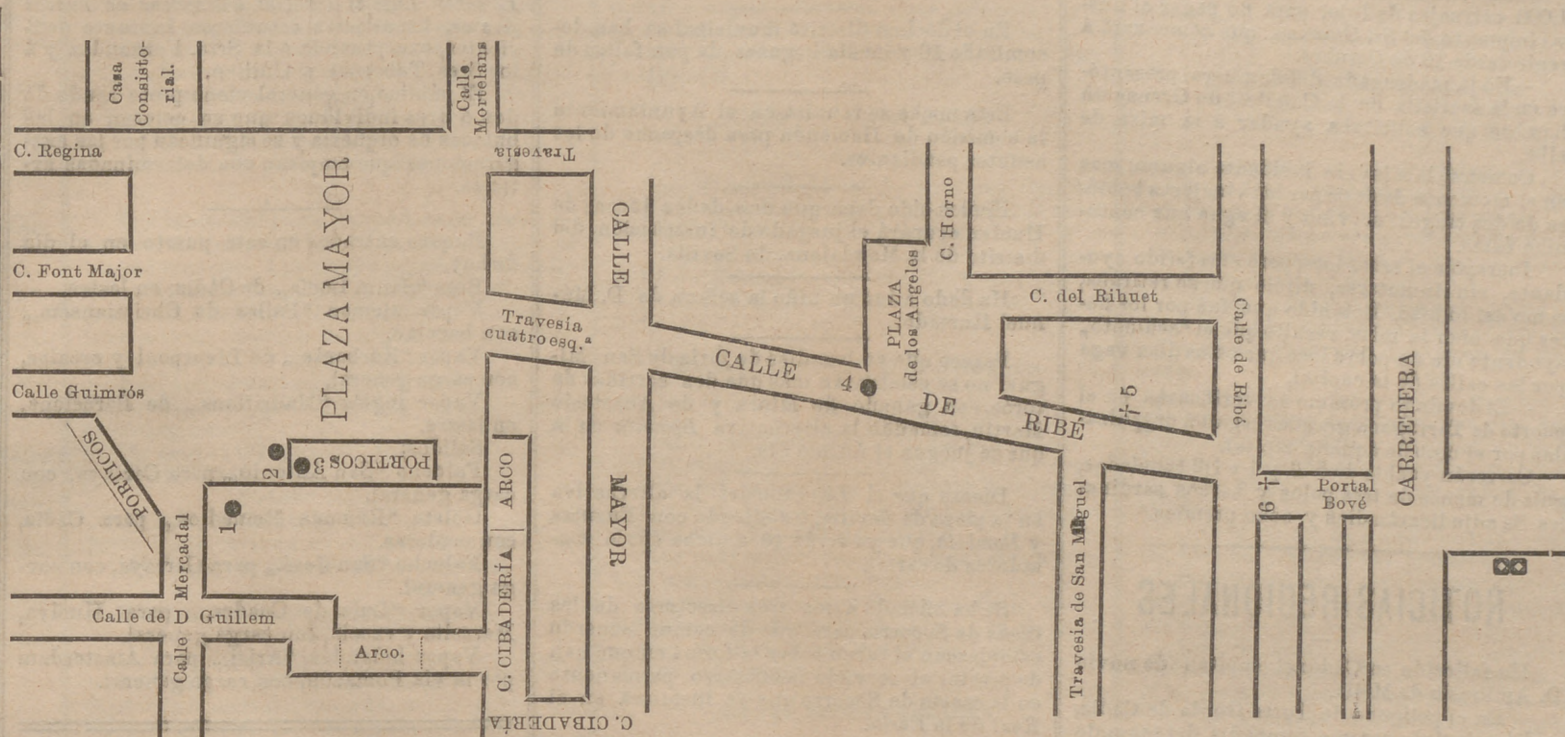 Casa
Consisto-
rial.
Calle
Mortelans
C. Regina
Travesía
PLAZA MAYOR
C. Font Major
CALLE
MAYOR
Travesía
cuatro esq.ª
Calle Guimrós
PORTICOS
2
3
PÓRTICOS
1
Calle Mercadal
Calle de D Guillem
Arco.
ARCO
C. CIBADERÍA
C. CIBADERÍA
CALLE DE RIBÉ
4
PLAZA
de los Angeles
C. Horno
C. del Rihuet
† 5
Calle de Ribé
Travesia de San Miguel
6 †
Portal
Bové
CARRETERA